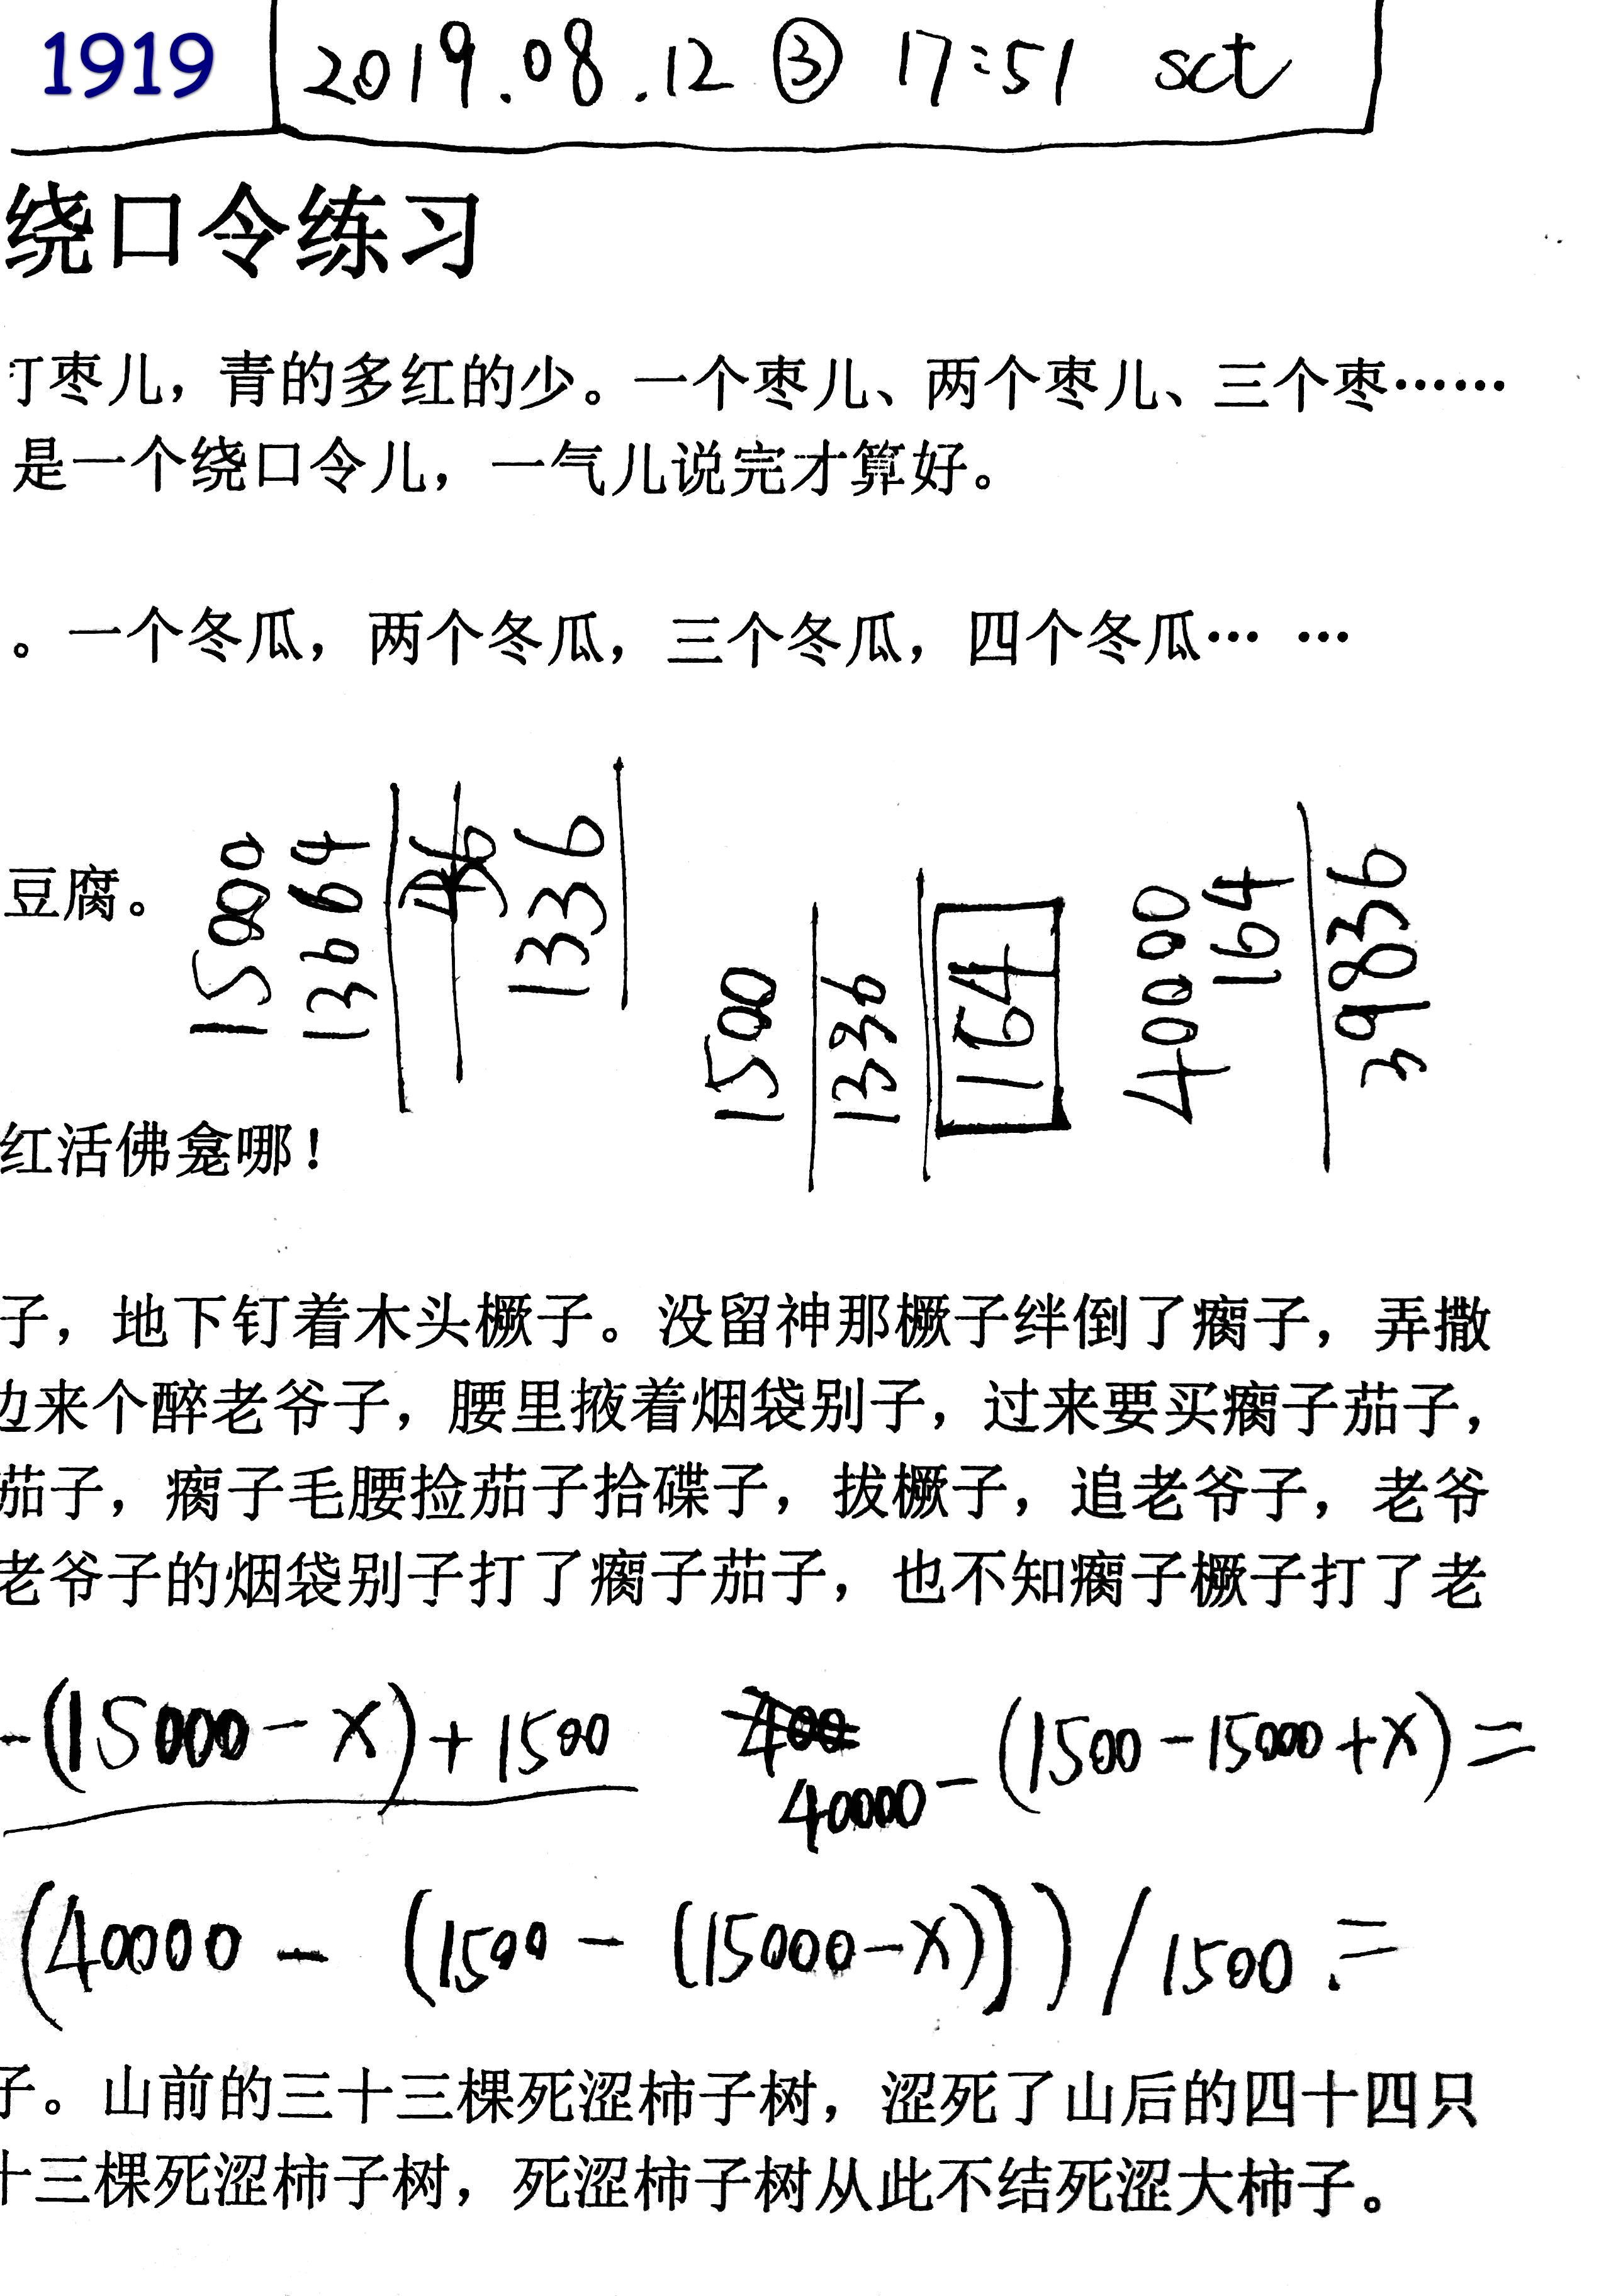 1919
2019.08.12 ③ 17:51 sct
绕口令练习
打枣儿，青的多红的少。一个枣儿、两个枣儿、三个枣……
是一个绕口令儿，一气儿说完才算好。
。一个冬瓜，两个冬瓜，三个冬瓜，四个冬瓜… …
豆腐。
15000
13664
1336
1500
1336
164
40000
164
39836
红活佛龛哪！
子，地下钉着木头橛子。没留神那橛子绊倒了瘸子，弄撒
边来个醉老爷子，腰里掖着烟袋别子，过来要买瘸子茄子，
茄子，瘸子毛腰捡茄子拾碟子，拔橛子，追老爷子，老爷
老爷子的烟袋别子打了瘸子茄子，也不知瘸子橛子打了老
-(15000-x)+1500
400
40000-(1500-15000+x)=
(40000-(1500-(15000-x)))/1500=
子。山前的三十三棵死涩柿子树，涩死了山后的四十四只
十三棵死涩柿子树，死涩柿子树从此不结死涩大柿子。